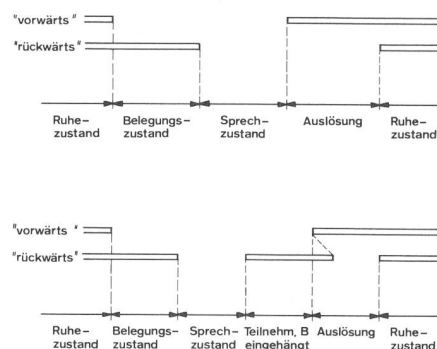 "vorwärts"
"rückwärts"
Ruhe- Belegungs- Sprech- Auslösung Ruhe-
zustand zustand zustand zustand
"vorwärts "
"rückwärts"
Ruhe- Belegungs- Sprech- Teilnehm, B Auslösung Ruhe-
zustand zustand zustand eingehängt zustand